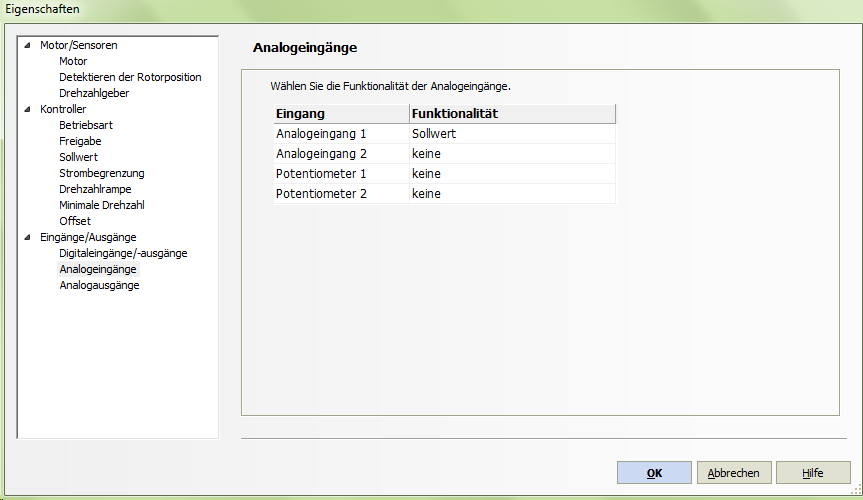 Eigenschaften
Motor/Sensoren
Motor
Detektieren der Rotorposition
Drehzahlgeber
Kontroller
Betriebsart
Freigabe
Sollwert
Strombegrenzung
Drehzahlrampe
Minimale Drehzahl
Offset
Eingänge/Ausgänge
Digitaleingänge/-ausgänge
Analogeingänge
Analogausgänge
Analogeingänge
Wählen Sie die Funktionalität der Analogeingänge.
Eingang Funktionalität
Analogeingang 1 Sollwert
Analogeingang 2 keine
Potentiometer 1 keine
Potentiometer 2 keine
OK Abbrechen Hilfe